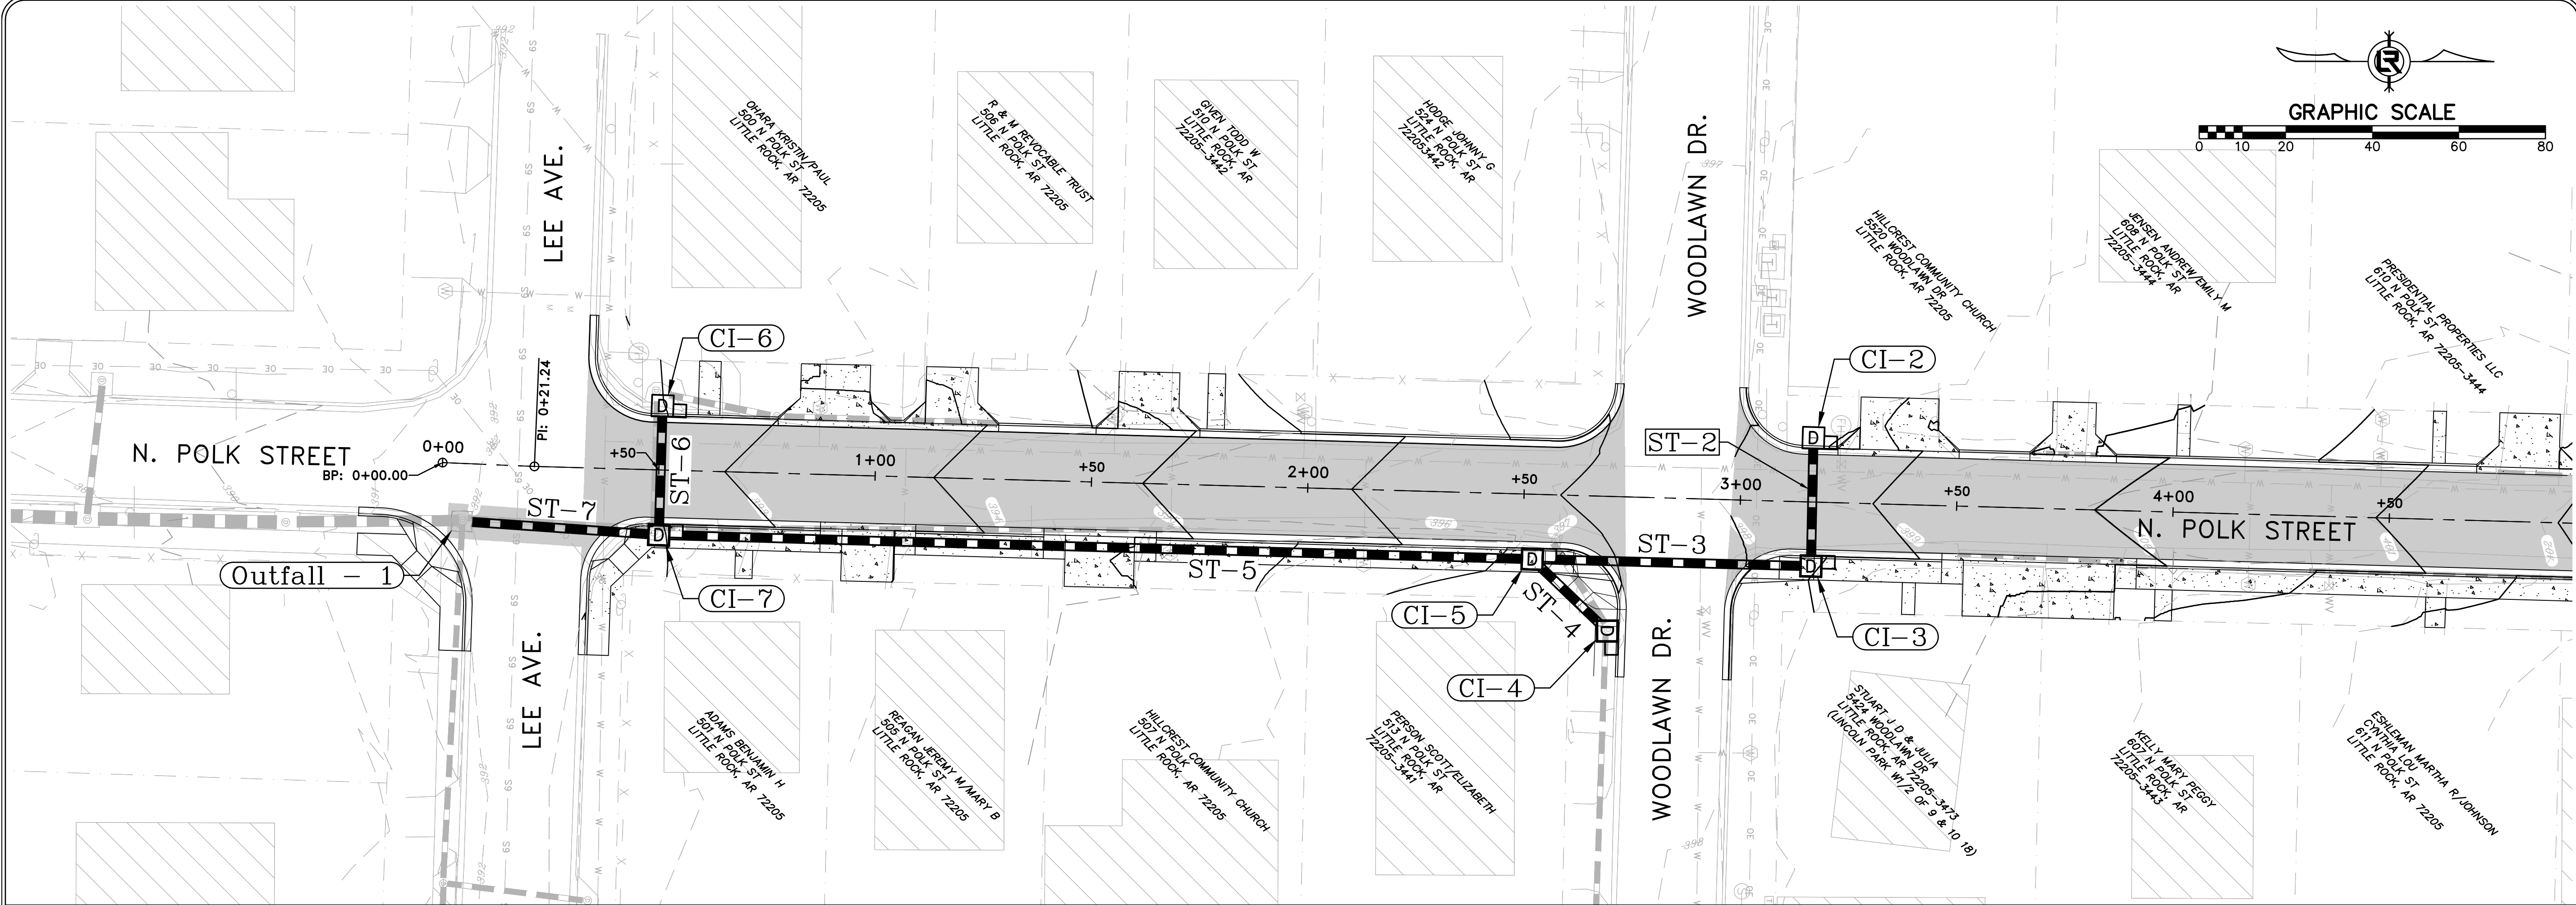 GRAPHIC SCALE
0 10 20 40 60 80
LEE AVE.
WOODLAWN DR.
OHARA KRISTIN/PAUL
500 N POLK ST
LITTLE ROCK, AR 72205
R & M REVOCABLE TRUST
506 N POLK ST
LITTLE ROCK, AR 72205
GIVEN TODD W
510 N POLK ST
LITTLE ROCK, AR
72205-3442
HODGE JOHNNY G
524 N POLK ST
LITTLE ROCK, AR
722053442
HILLCREST COMMUNITY CHURCH
5520 WOODLAWN DR
LITTLE ROCK, AR 72205
JENSEN ANDREW/EMILY M
608 N POLK ST
LITTLE ROCK, AR
72205-3444
PRESIDENTIAL PROPERTIES LLC
610 N POLK ST
LITTLE ROCK, AR 72205-3444
CI-6
CI-2
N. POLK STREET
BP: 0+00.00
0+00
PI: 0+21.24
+50
ST-6
1+00
+50
2+00
+50
ST-2
3+00
+50
4+00
+50
N. POLK STREET
ST-7
Outfall - 1
CI-7
ST-5
CI-5
ST-4
CI-4
ST-3
CI-3
LEE AVE.
WOODLAWN DR.
ADAMS BENJAMIN H
501 N POLK ST
LITTLE ROCK, AR 72205
REAGAN JEREMY M/MARY B
505 N POLK ST
LITTLE ROCK, AR 72205
HILLCREST COMMUNITY CHURCH
507 N POLK ST
LITTLE ROCK, AR 72205
PERSON SCOTT/ELIZABETH
513 N POLK ST
LITTLE ROCK, AR
72205-3441
STUART J D & JULIA
5424 WOODLAWN DR
LITTLE ROCK, AR 72205-3473
(LINCOLN PARK W1/2 OF 9 & 10 18)
KELLY MARY PEGGY
607 N POLK ST
LITTLE ROCK, AR
72205-3443
ESHLEMAN MARTHA R/JOHNSON
CYNTHIA LOU
611 N POLK ST
LITTLE ROCK, AR 72205